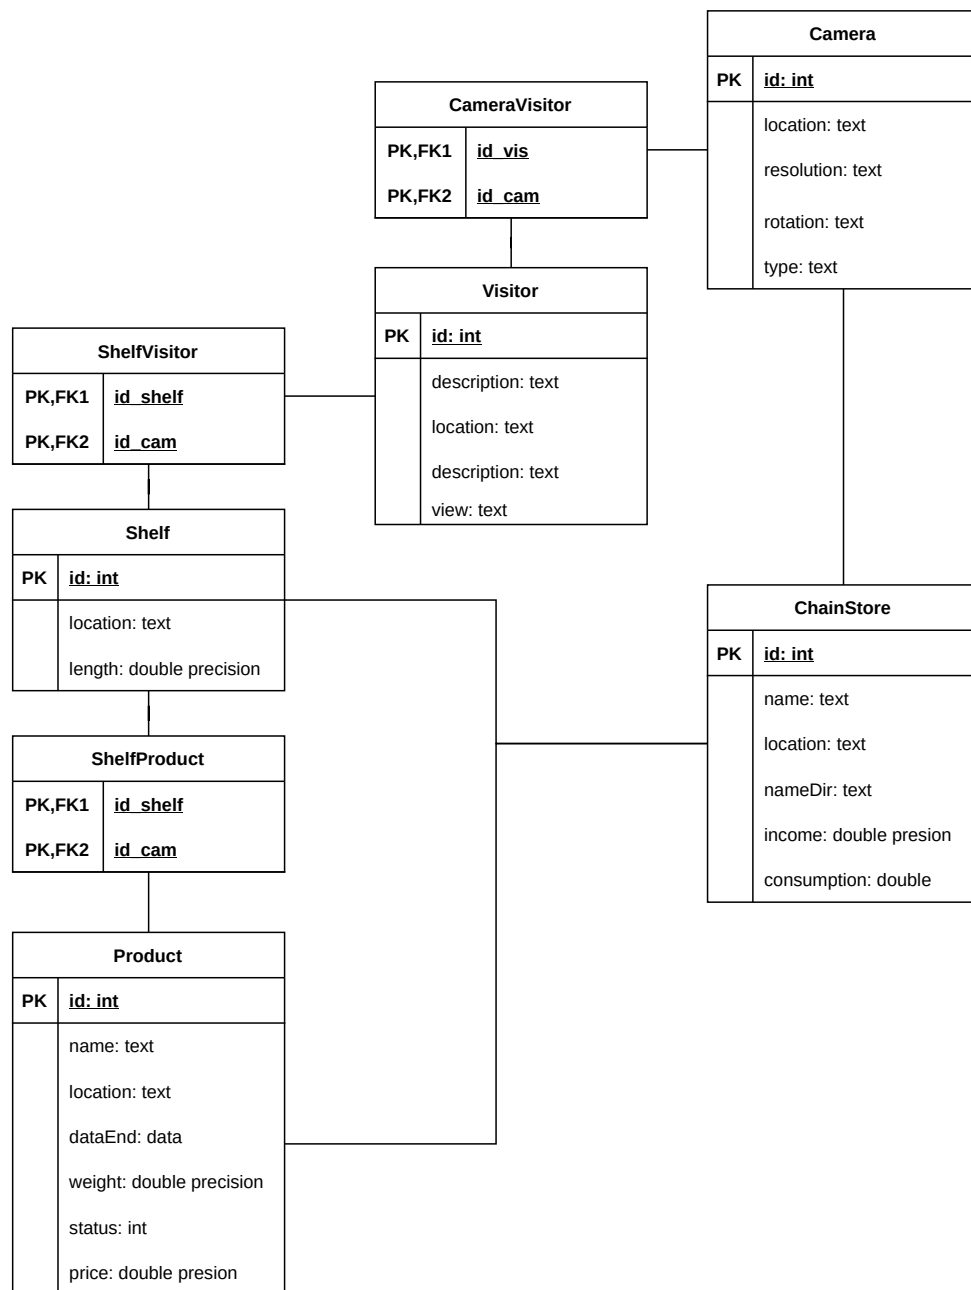 Camera
PK id: int
location: text
resolution: text
rotation: text
type: text
CameraVisitor
PK,FK1 id_vis
PK,FK2 id_cam
Visitor
PK id: int
description: text
location: text
description: text
view: text
ShelfVisitor
PK,FK1 id_shelf
PK,FK2 id_cam
Shelf
PK id: int
location: text
length: double precision
ShelfProduct
PK,FK1 id_shelf
PK,FK2 id_cam
Product
PK id: int
name: text
location: text
dataEnd: data
weight: double precision
status: int
price: double presion
ChainStore
PK id: int
name: text
location: text
nameDir: text
income: double presion
consumption: double